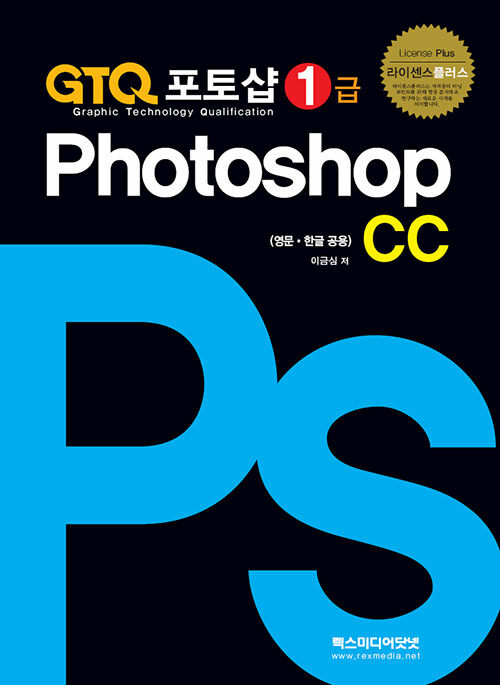 GTQ 포토샵 1 급
Graphic Technology Qualification
License Plus
라이센스플러스
Photoshop
CC
(영문·한글 공용)
이금심 저
Ps
렉스미디어닷넷
www.rexmedia.net